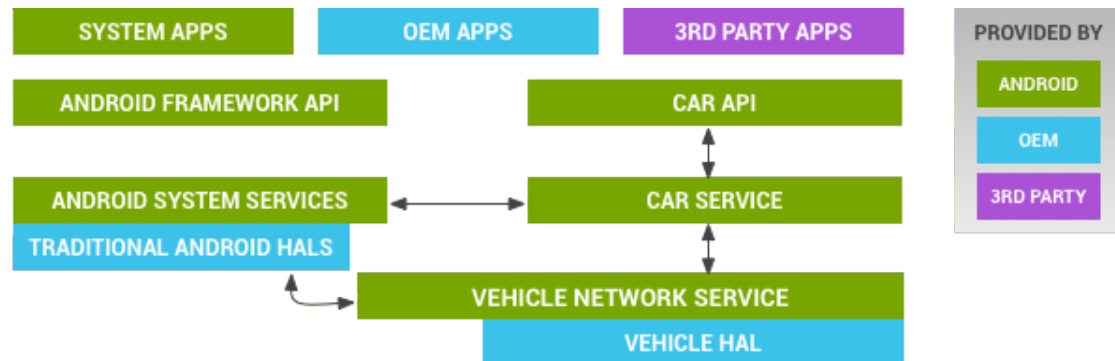 SYSTEM APPS
OEM APPS
3RD PARTY APPS
PROVIDED BY
ANDROID
OEM
3RD PARTY
ANDROID FRAMEWORK API
CAR API
ANDROID SYSTEM SERVICES
CAR SERVICE
TRADITIONAL ANDROID HALS
VEHICLE NETWORK SERVICE
VEHICLE HAL